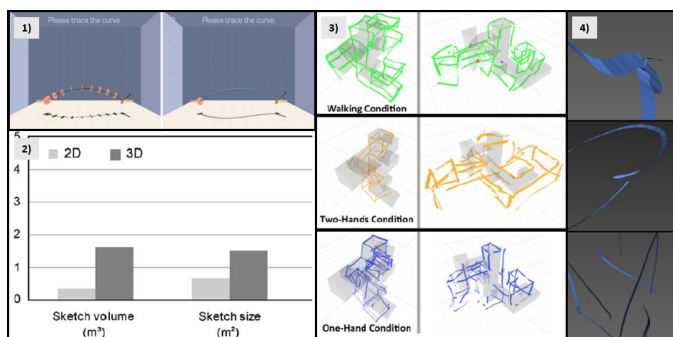 1)
Please trace the curve.
Please trace the curve.
2)
2D
3D
5
4
3
2
1
0
Sketch volume
(m³)
Sketch size
(m²)
3)
Walking Condition
Two-Hands Condition
One-Hand Condition
4)